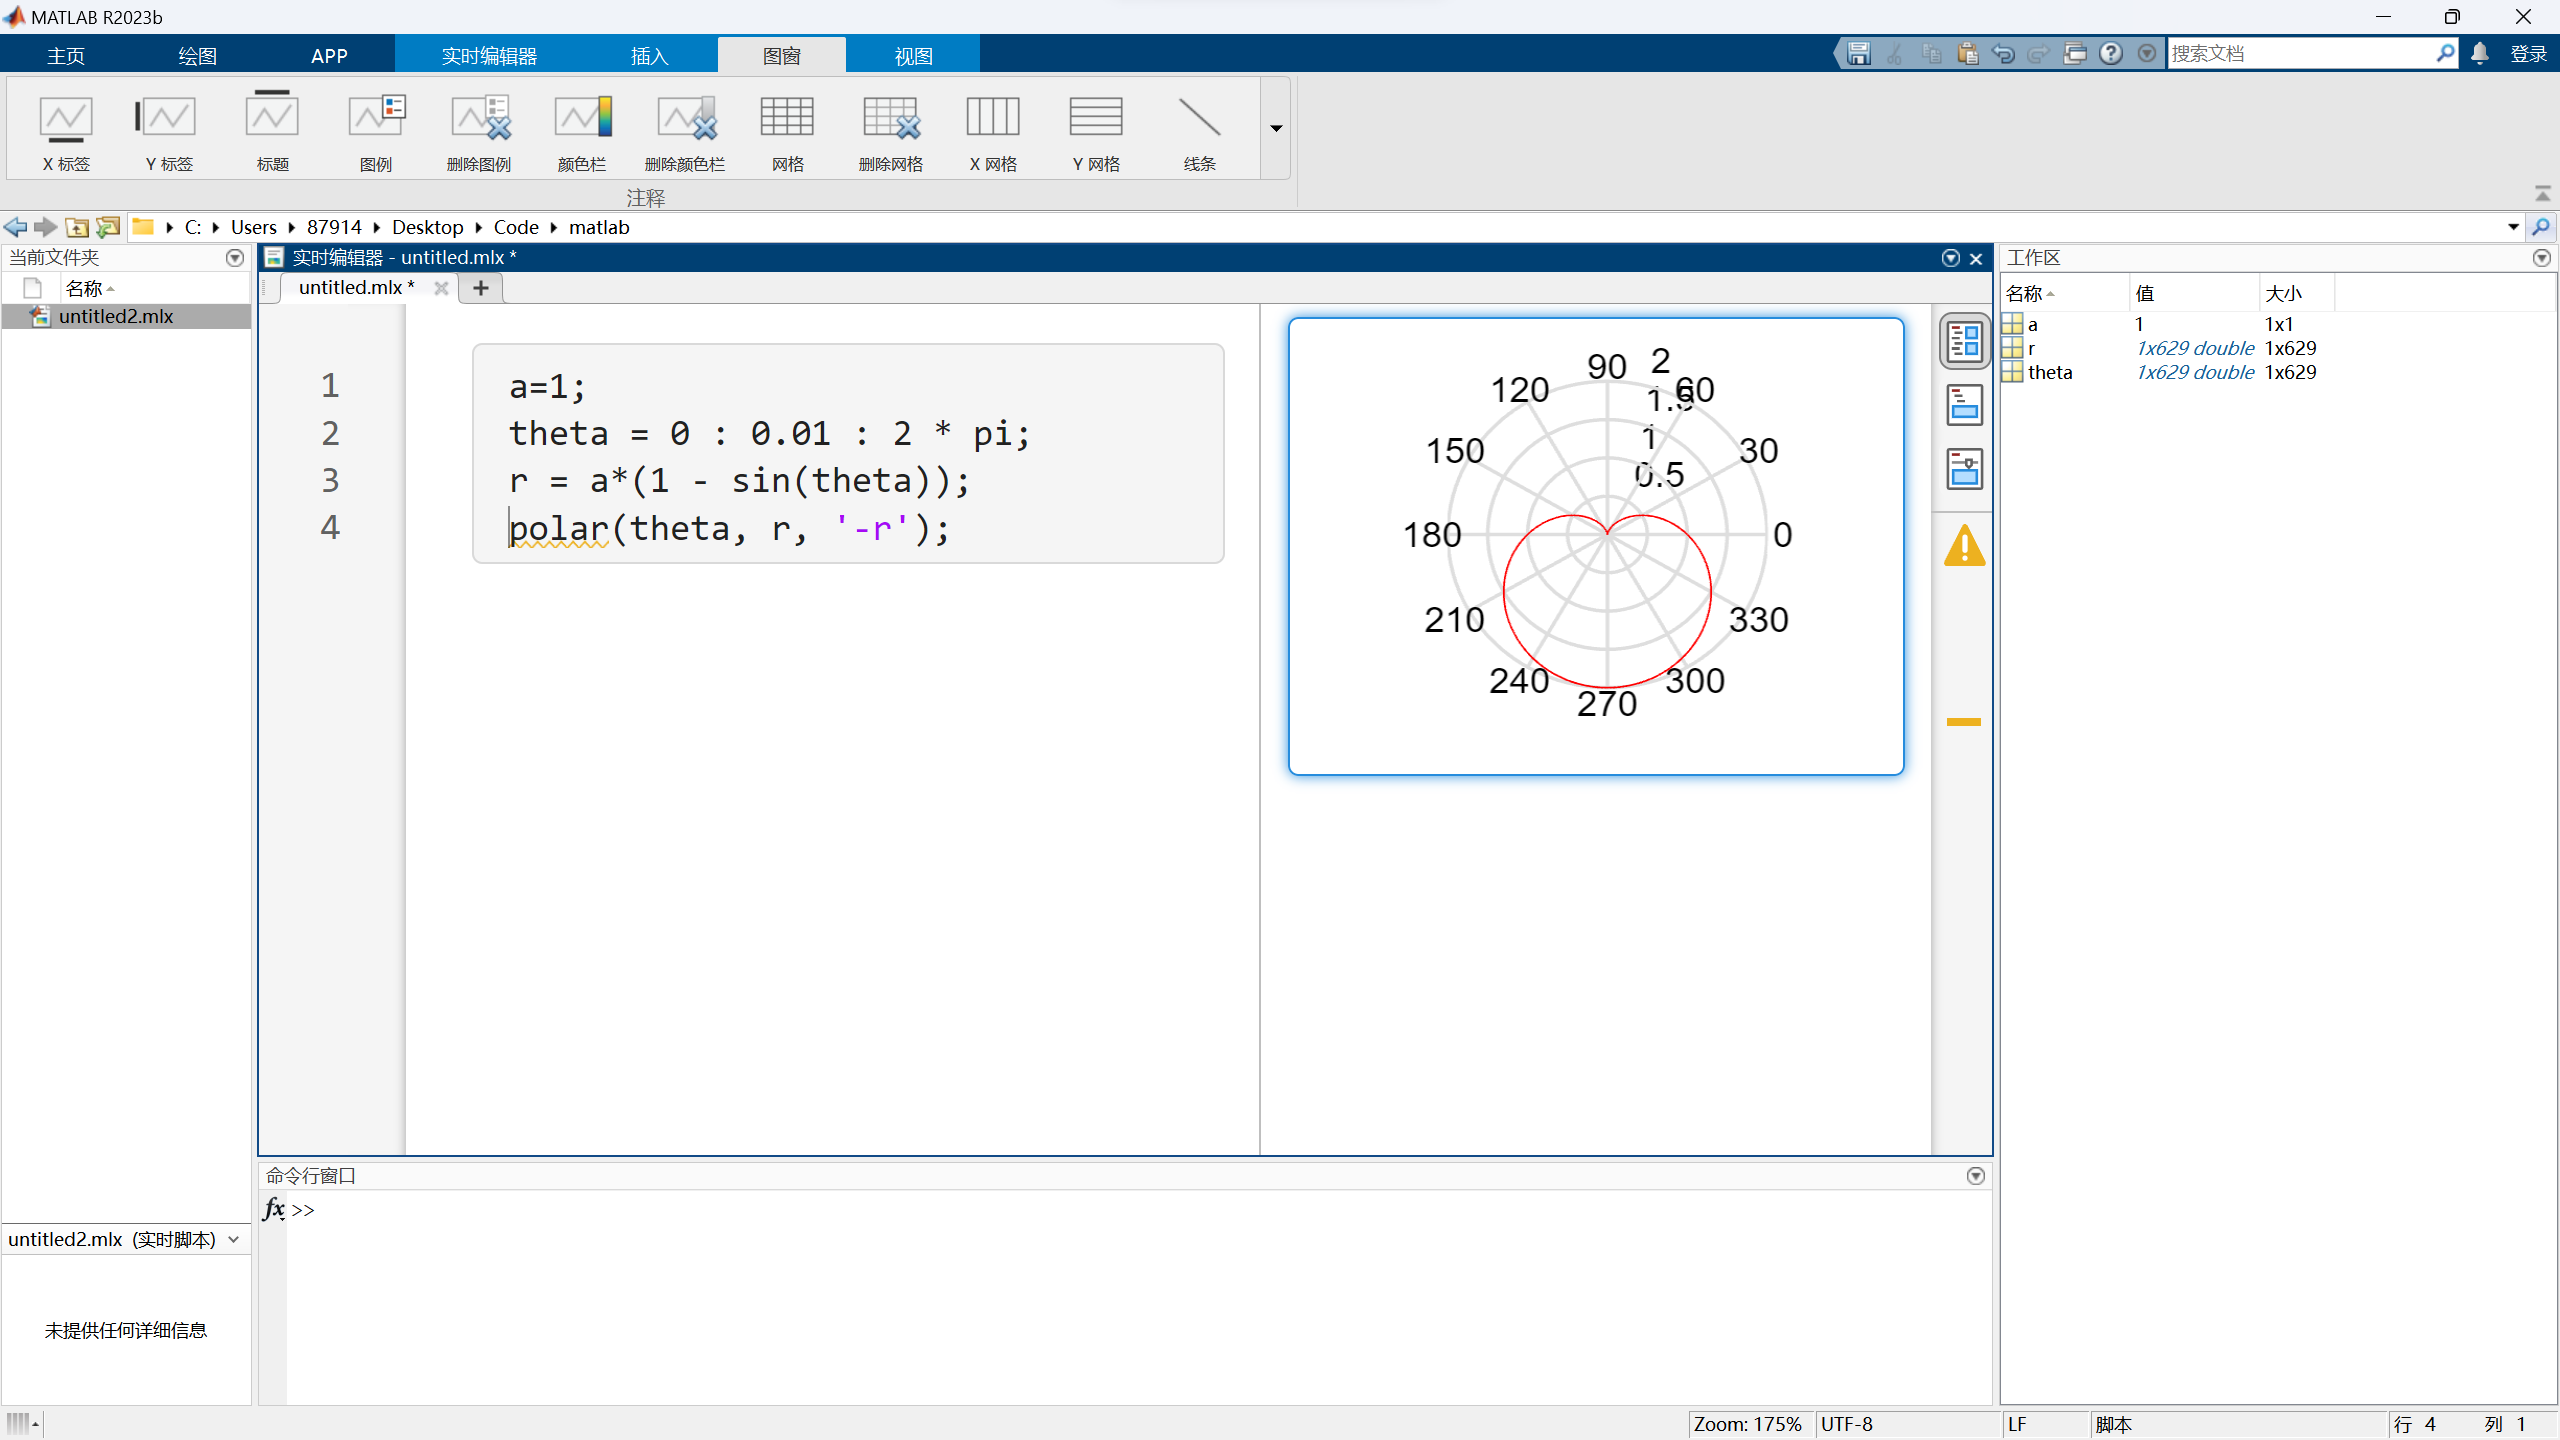 MATLAB R2023b
主页 绘图 APP 实时编辑器 插入 图窗 视图 搜索文档 登录
X 标签 Y 标签 标题 图例 删除图例 颜色栏 删除颜色栏 网格 删除网格 X 网格 Y 网格 线条
注释
C: Users 87914 Desktop Code matlab
当前文件夹
名称
untitled2.mlx
实时编辑器 - untitled.mlx *
untitled.mlx *
1 a=1;
2 theta = 0 : 0.01 : 2 * pi;
3 r = a*(1 - sin(theta));
4 polar(theta, r, '-r');
90 2
120 60
1.5
1
150 30
0.5
180 0
210 330
240 300
270
工作区
名称 值 大小
a 1 1x1
r 1x629 double 1x629
theta 1x629 double 1x629
命令行窗口
fx >>
untitled2.mlx (实时脚本)
未提供任何详细信息
Zoom: 175% UTF-8 LF 脚本 行 4 列 1